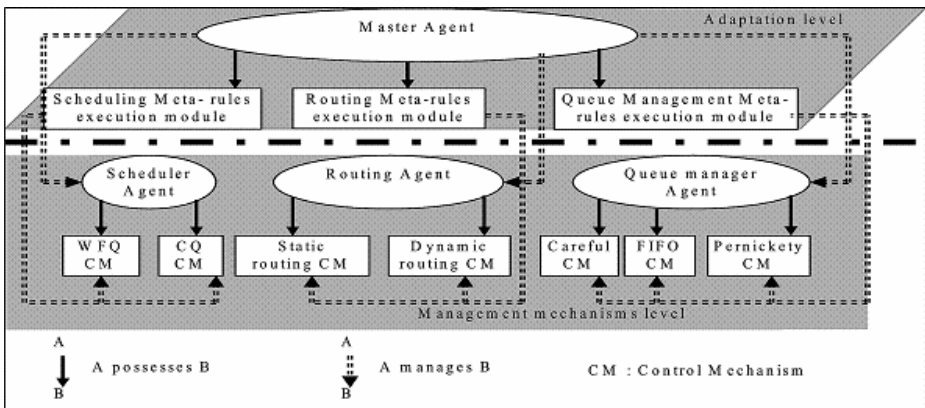 Master Agent
Adaptation level
Scheduling Meta- rules
execution module
Routing Meta-rules
execution module
Queue Management Meta-
rules execution module
Scheduler
Agent
Routing Agent
Queue manager
Agent
WFQ
CM
CQ
CM
Static
routing CM
Dynamic
routing CM
Careful
CM
FIFO
CM
Pernickety
CM
Management mechanisms level
A
B
A possesses B
A
B
A manages B
CM : Control Mechanism